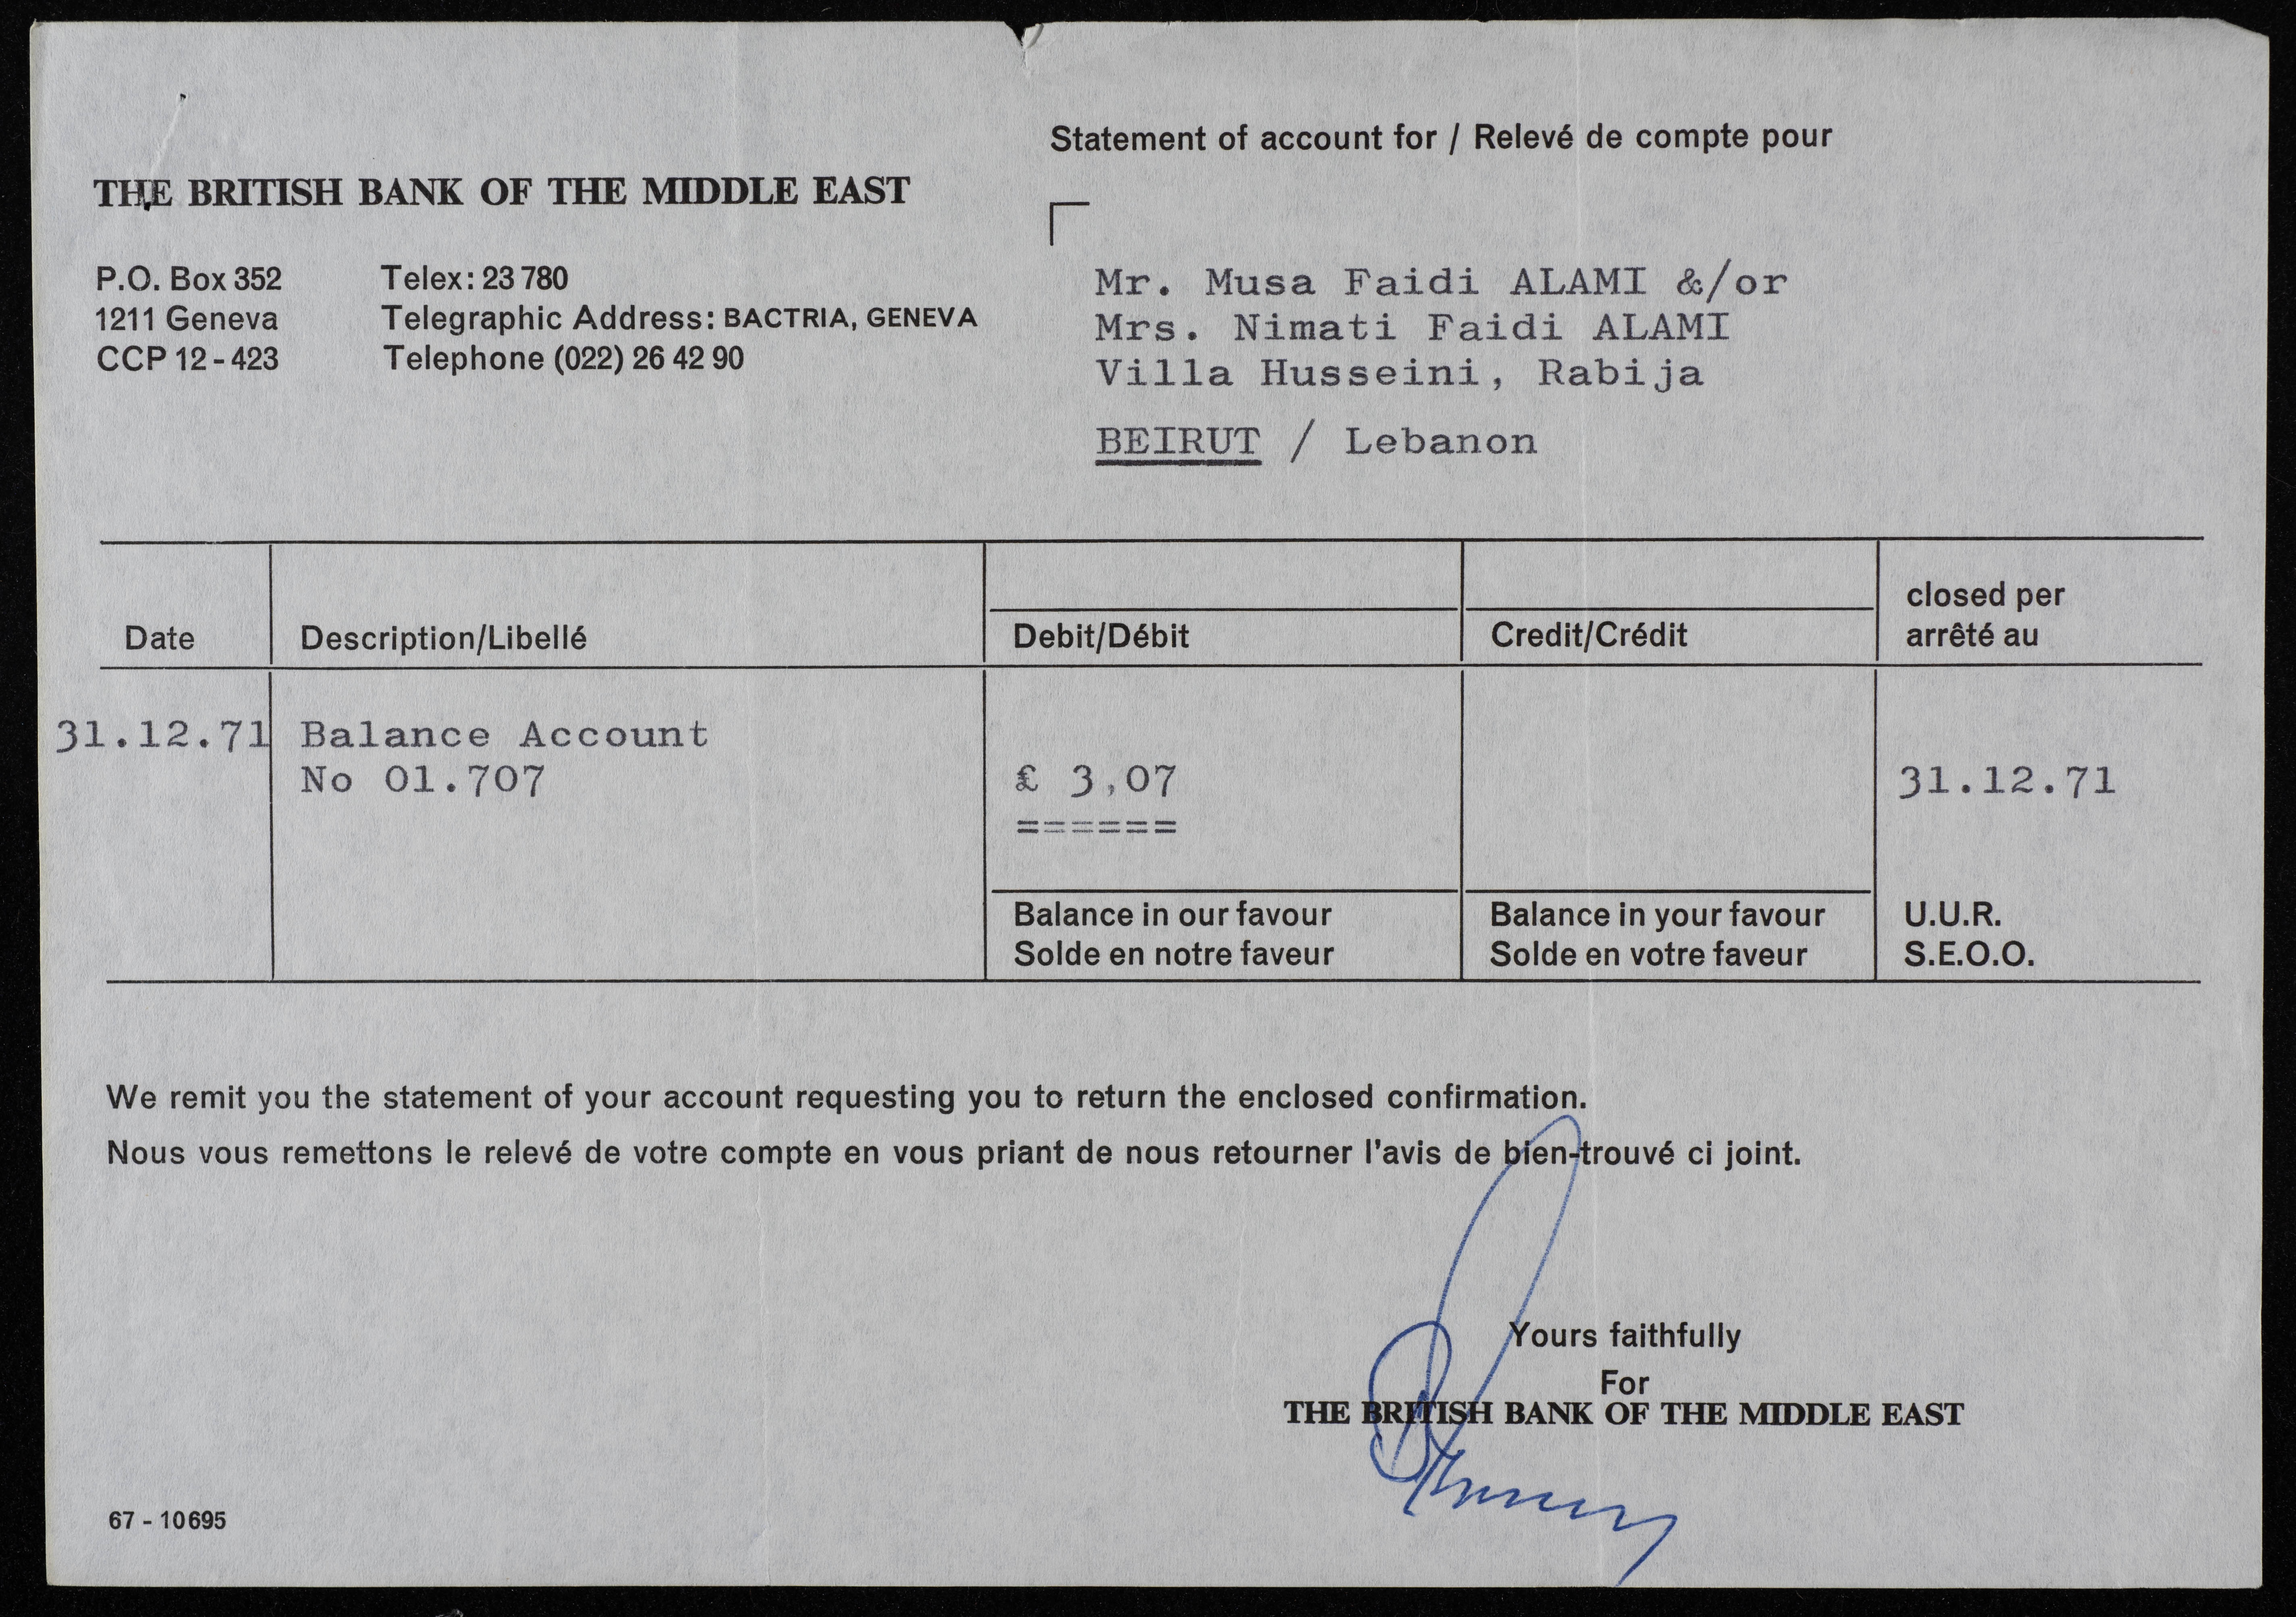 Statement of account for / Relevé de compte pour
THE BRITISH BANK OF THE MIDDLE EAST
P.O. Box 352 Telex: 23 780
1211 Geneva Telegraphic Address: BACTRIA, GENEVA
CCP 12-423 Telephone (022) 26 42 90
Mr. Musa Faidi ALAMI &/or
Mrs. Nimati Faidi ALAMI
Villa Husseini, Rabija
BEIRUT / Lebanon
Date Description/Libellé Debit/Débit Credit/Crédit closed per
arrêté au
31.12.71 Balance Account
No 01.707 £ 3,07 31.12.71
======
Balance in our favour Balance in your favour U.U.R.
Solde en notre faveur Solde en votre faveur S.E.O.O.
We remit you the statement of your account requesting you to return the enclosed confirmation.
Nous vous remettons le relevé de votre compte en vous priant de nous retourner l'avis de bien-trouvé ci joint.
Yours faithfully
For
THE BRITISH BANK OF THE MIDDLE EAST
67 - 10695